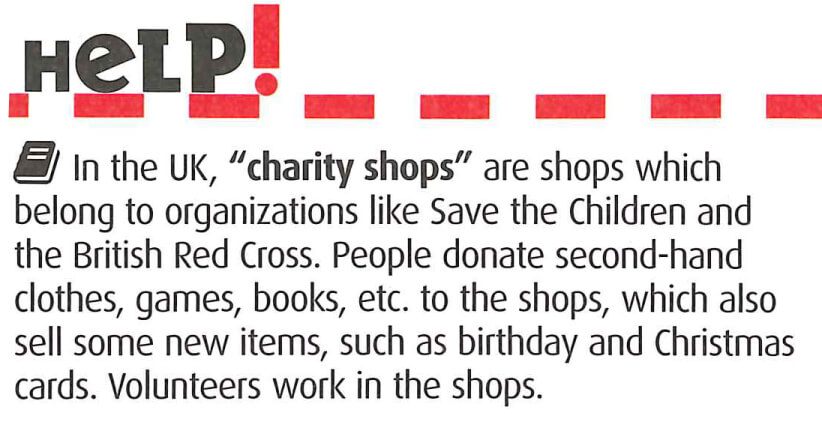 HeLP!
In the UK, “charity shops” are shops which
belong to organizations like Save the Children and
the British Red Cross. People donate second-hand
clothes, games, books, etc. to the shops, which also
sell some new items, such as birthday and Christmas
cards. Volunteers work in the shops.